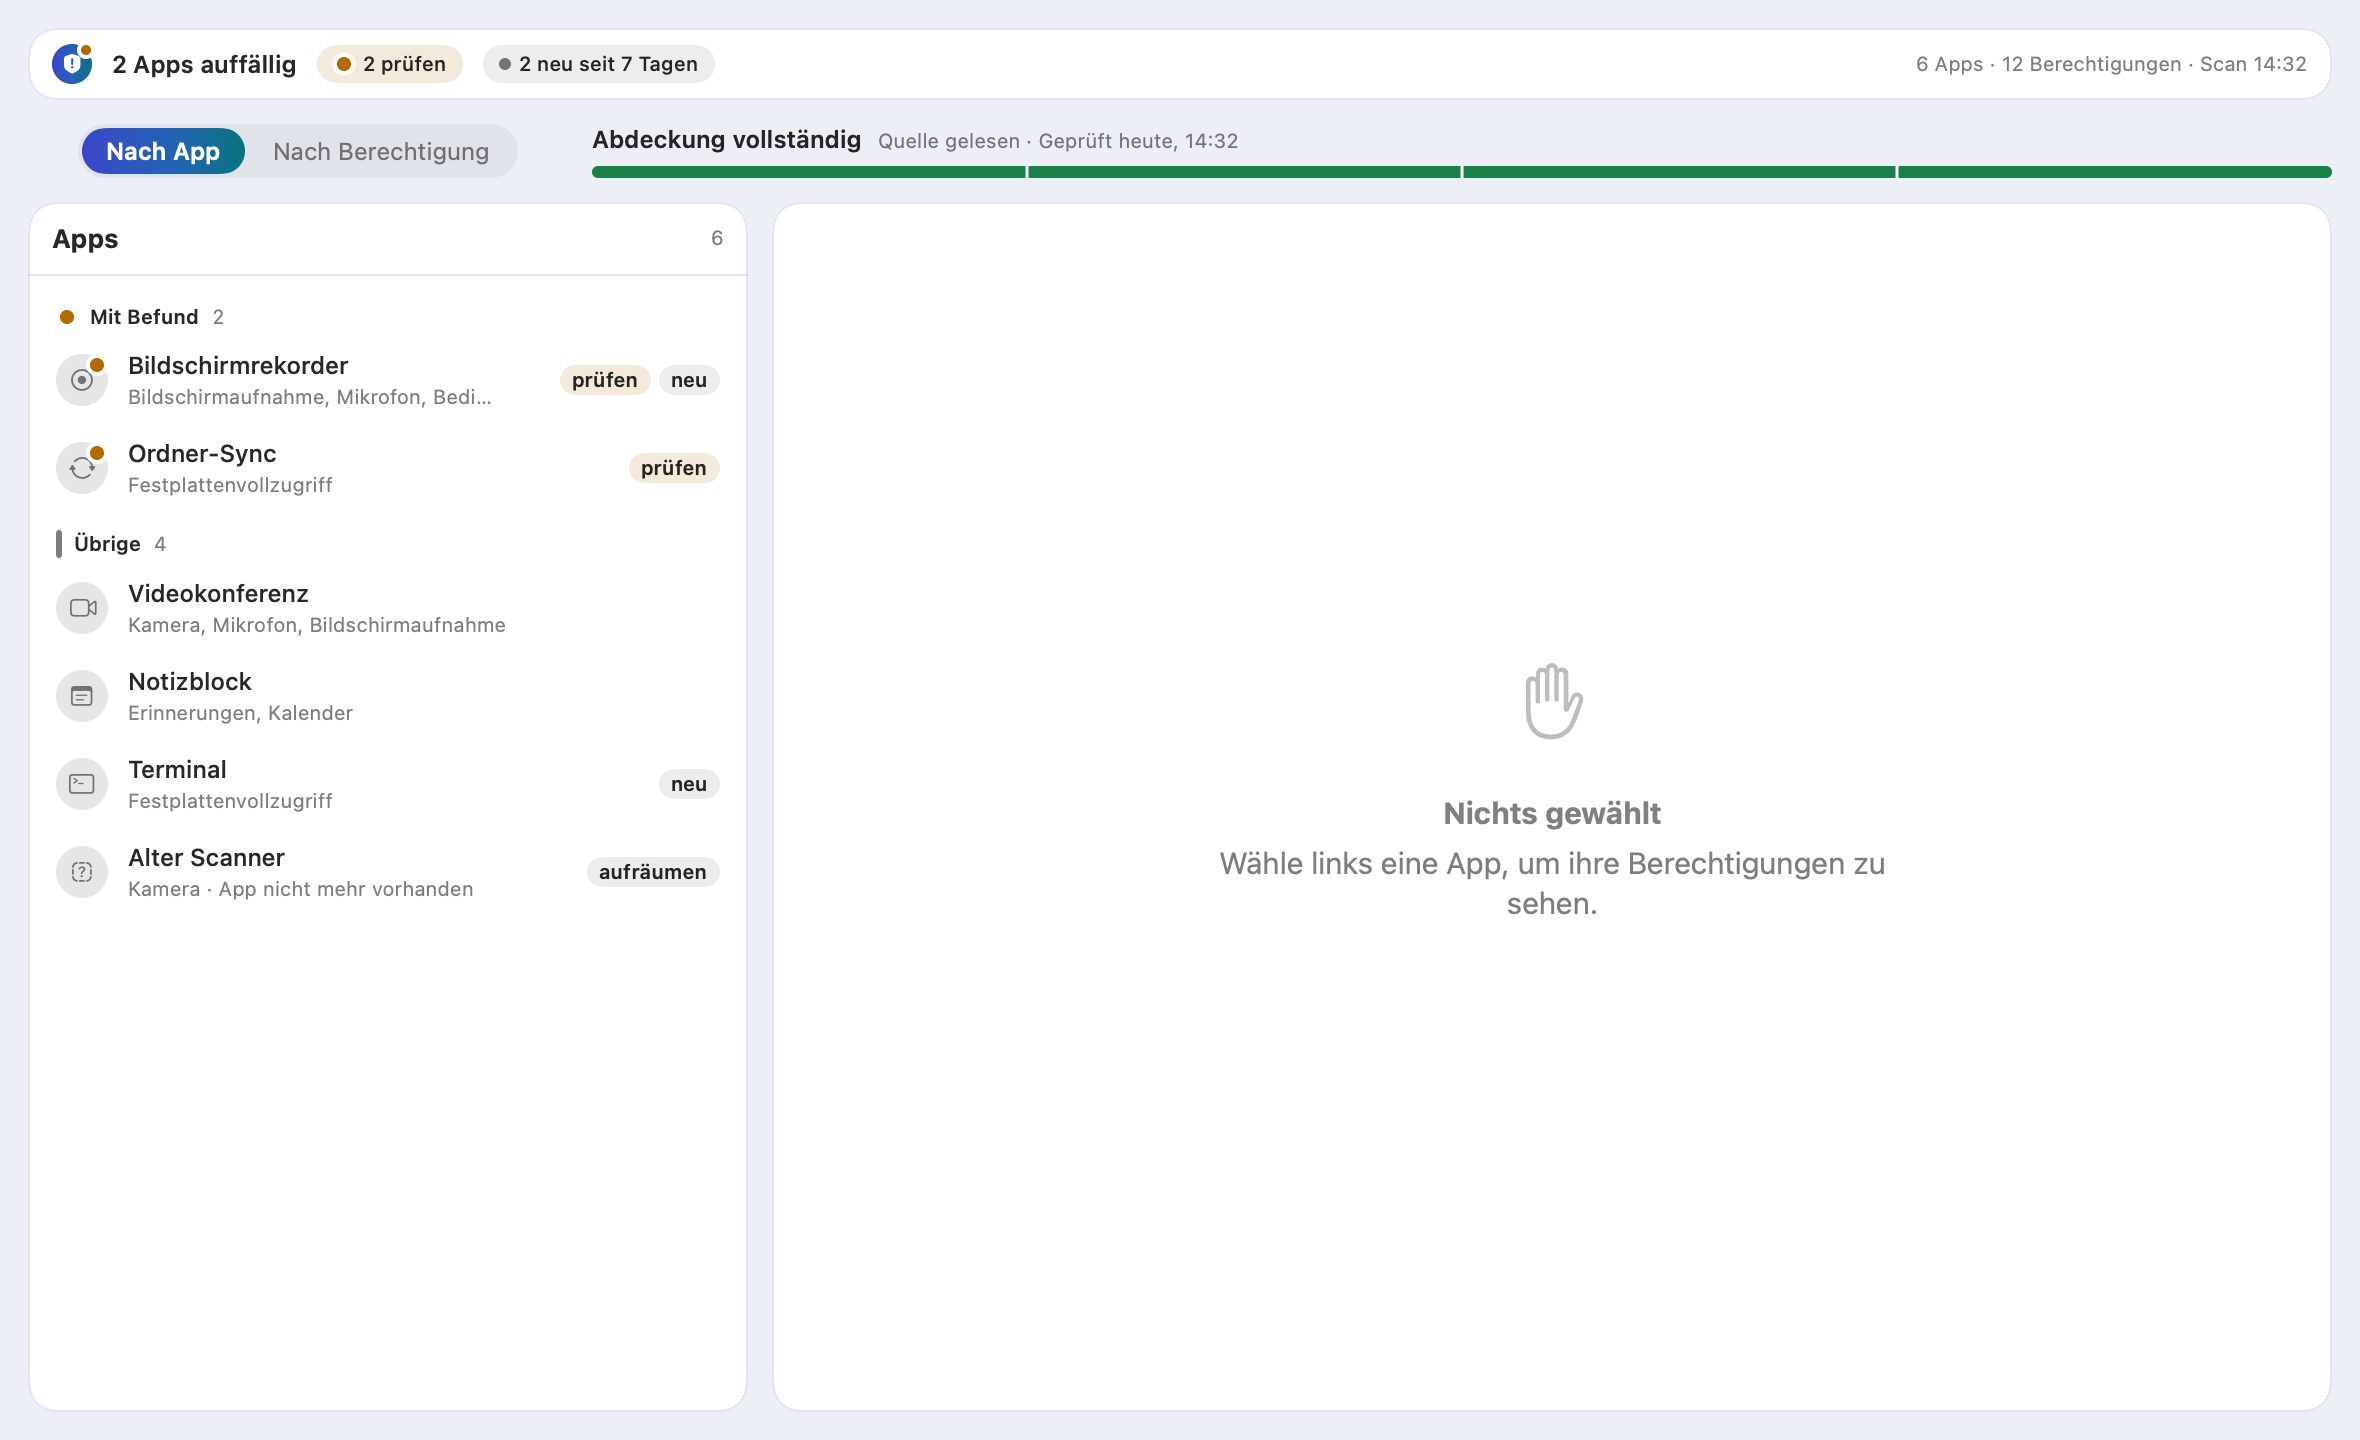 2 Apps auffällig
2 prüfen
2 neu seit 7 Tagen
6 Apps · 12 Berechtigungen · Scan 14:32
Nach App
Nach Berechtigung
Abdeckung vollständig
Quelle gelesen · Geprüft heute, 14:32
Apps
6
Mit Befund 2
Bildschirmrekorder
Bildschirmaufnahme, Mikrofon, Bedi…
prüfen
neu
Ordner-Sync
Festplattenvollzugriff
prüfen
Übrige 4
Videokonferenz
Kamera, Mikrofon, Bildschirmaufnahme
Notizblock
Erinnerungen, Kalender
Terminal
Festplattenvollzugriff
neu
Alter Scanner
Kamera · App nicht mehr vorhanden
aufräumen
Nichts gewählt
Wähle links eine App, um ihre Berechtigungen zu
sehen.